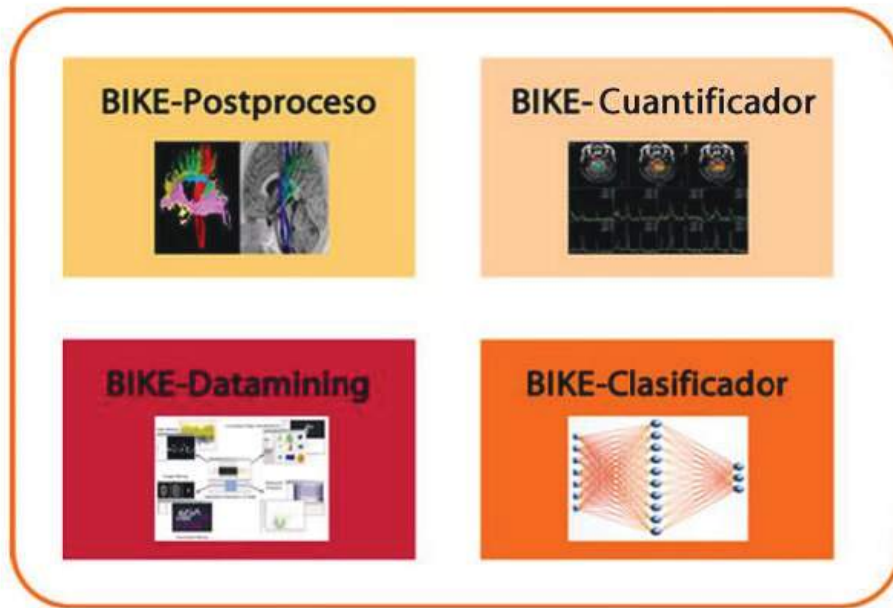 BIKE-Postproceso
BIKE- Cuantificador
BIKE-Datamining
BIKE-Clasificador